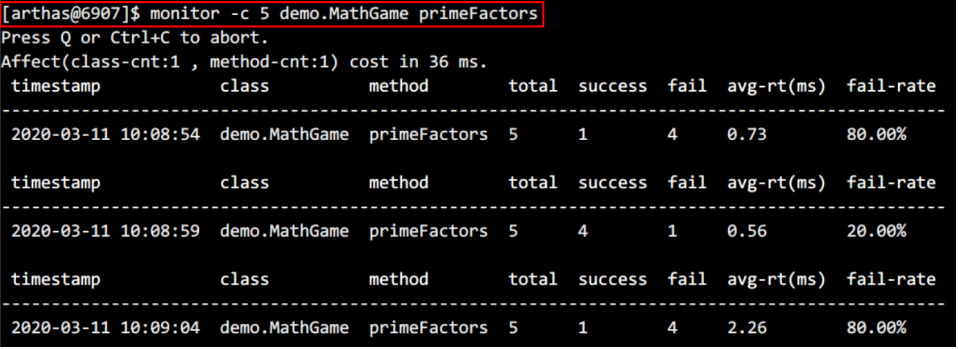 [arthas@6907]$ monitor -c 5 demo.MathGame primeFactors
Press Q or Ctrl+C to abort.
Affect(class-cnt:1 , method-cnt:1) cost in 36 ms.
timestamp class method total success fail avg-rt(ms) fail-rate
-----------------------------------------------------------------------------------------------
2020-03-11 10:08:54 demo.MathGame primeFactors 5 1 4 0.73 80.00%
timestamp class method total success fail avg-rt(ms) fail-rate
-----------------------------------------------------------------------------------------------
2020-03-11 10:08:59 demo.MathGame primeFactors 5 4 1 0.56 20.00%
timestamp class method total success fail avg-rt(ms) fail-rate
-----------------------------------------------------------------------------------------------
2020-03-11 10:09:04 demo.MathGame primeFactors 5 1 4 2.26 80.00%